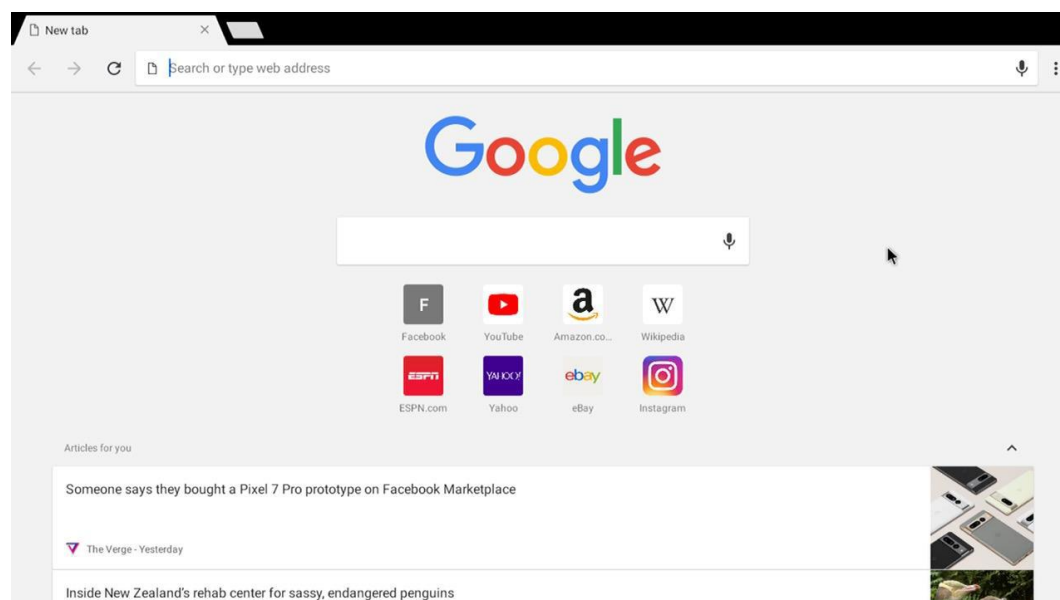 New tab
Search or type web address
Google
F
a
W
Facebook
YouTube
Amazon.co...
Wikipedia
ESPN
YAHOO!
ebay
ESPN.com
Yahoo
eBay
Instagram
Articles for you
Someone says they bought a Pixel 7 Pro prototype on Facebook Marketplace
The Verge - Yesterday
Inside New Zealand's rehab center for sassy, endangered penguins